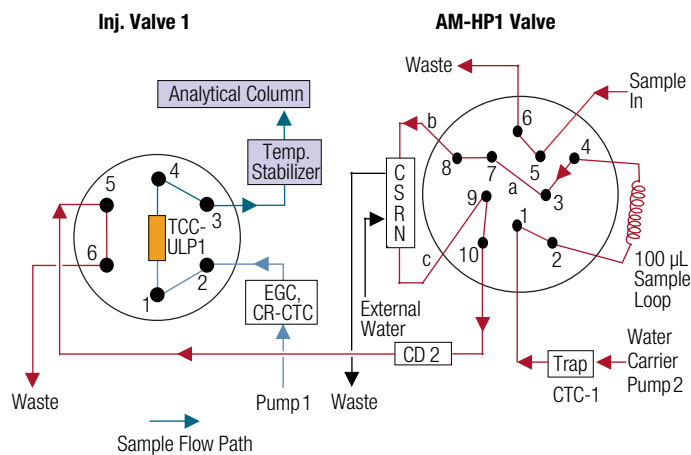 Inj. Valve 1
AM-HP1 Valve
Waste
Sample
In
Analytical Column
Temp.
Stabilizer
6
5
4
b
8
7
a
3
9
1
10
2
c
C
S
R
N
4
5
3
TCC-
ULP1
6
2
1
100 µL
Sample
Loop
EGC,
CR-CTC
External
Water
CD 2
Trap
CTC-1
Water
Carrier
Pump 2
Waste
Pump 1
Waste
Sample Flow Path